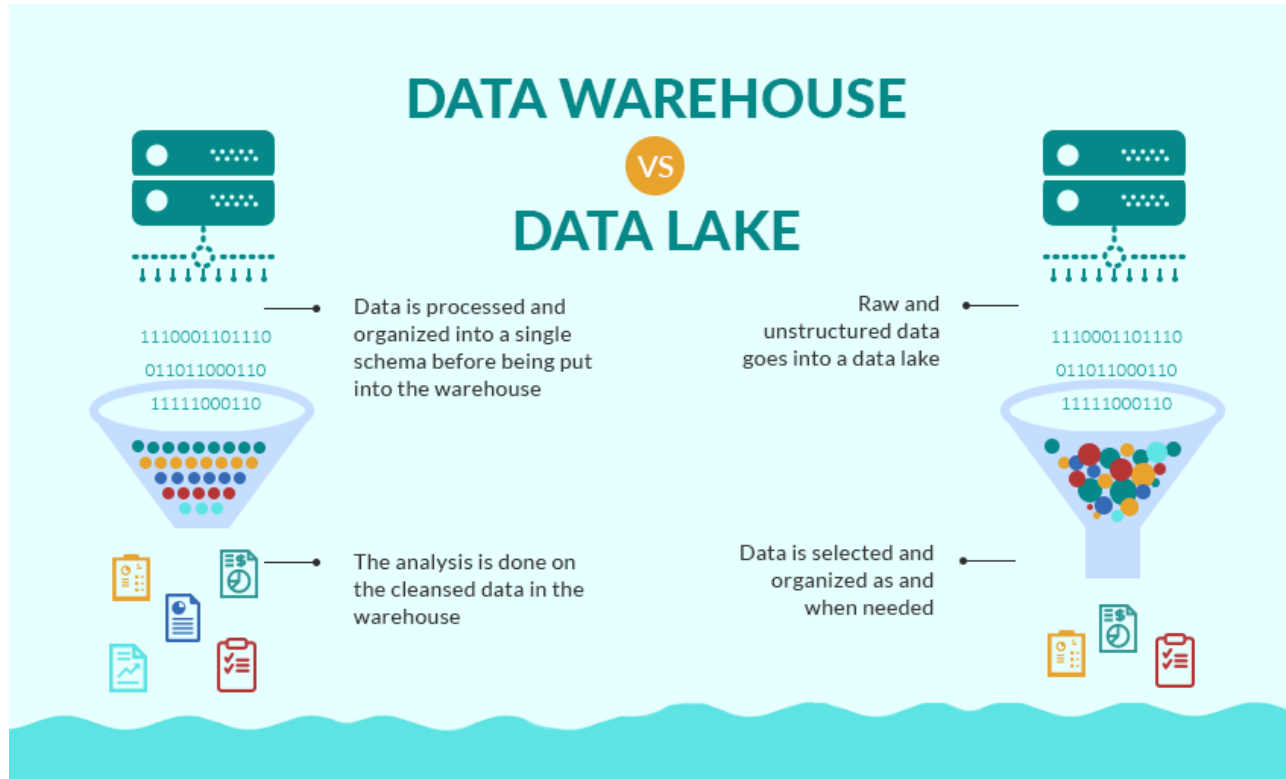 DATA WAREHOUSE
VS
DATA LAKE
Data is processed and
organized into a single
schema before being put
into the warehouse
1110001101110
011011000110
11111000110
The analysis is done on
the cleansed data in the
warehouse
Raw and
unstructured data
goes into a data lake
1110001101110
011011000110
11111000110
Data is selected and
organized as and
when needed
$
$